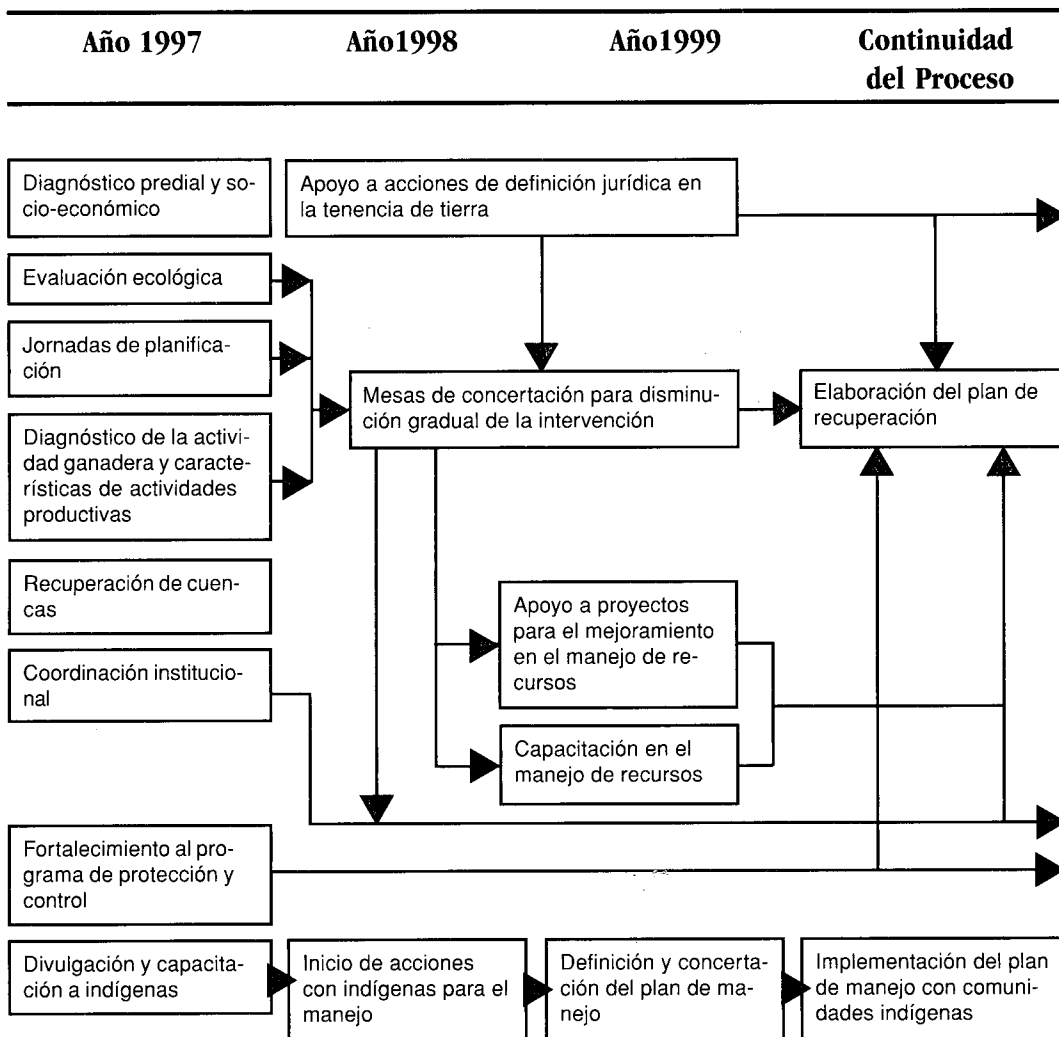 Año 1997
Año1998
Año1999
Continuidad
del Proceso
Diagnóstico predial y so-
cio-económico
Apoyo a acciones de definición jurídica en
la tenencia de tierra
Evaluación ecológica
Jornadas de planifica-
ción
Mesas de concertación para disminu-
ción gradual de la intervención
Elaboración del plan de
recuperación
Diagnóstico de la activi-
dad ganadera y caracte-
rísticas de actividades
productivas
Recuperación de cuen-
cas
Apoyo a proyectos
para el mejoramiento
en el manejo de re-
cursos
Coordinación institucio-
nal
Capacitación en el
manejo de recursos
Fortalecimiento al pro-
grama de protección y
control
Divulgación y capacita-
ción a indígenas
Inicio de acciones
con indígenas para el
manejo
Definición y concerta-
ción del plan de ma-
nejo
Implementación del plan
de manejo con comuni-
dades indígenas